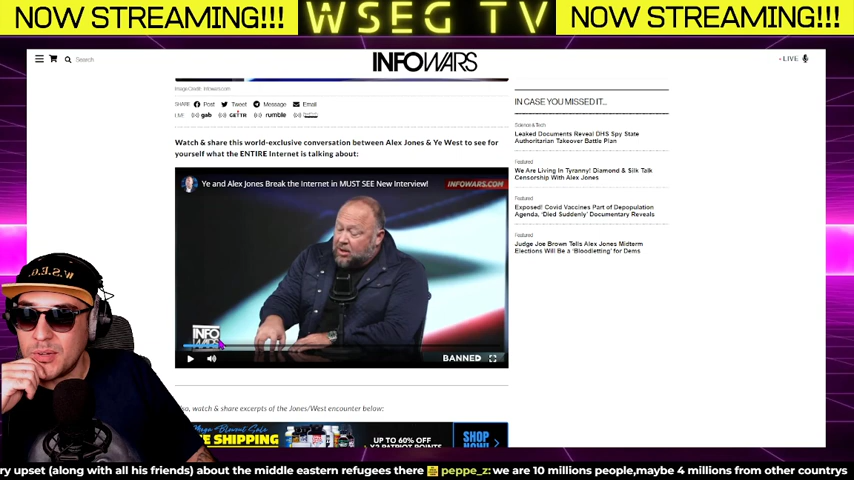 NOW STREAMING!!!
WSEG TV
NOW STREAMING!!!
Search
INFOWARS
LIVE
Image Credit: Infowars.com
SHARE: Post Tweet Message Email
LIVE gab GETTR rumble
Watch & share this world-exclusive conversation between Alex Jones & Ye West to see for
yourself what the ENTIRE Internet is talking about:
Ye and Alex Jones Break the Internet in MUST SEE New Interview!
INFOWARS.COM
INFO
WARS
BANNED
so, watch & share excerpts of the Jones/West encounter below:
Mega Blowout Sale
E SHIPPING
UP TO 60% OFF
SHOP
NOW
IN CASE YOU MISSED IT...
Science & Tech
Leaked Documents Reveal DHS Spy State
Authoritarian Takeover Battle Plan
Featured
We Are Living In Tyranny! Diamond & Silk Talk
Censorship With Alex Jones
Featured
Exposed! Covid Vaccines Part of Depopulation
Agenda, 'Died Suddenly' Documentary Reveals
Featured
Judge Joe Brown Tells Alex Jones Midterm
Elections Will Be a 'Bloodletting' for Dems
W.S.E.G.
ry upset (along with all his friends) about the middle eastern refugees there peppe_z: we are 10 millions people,maybe 4 millions from other countrys